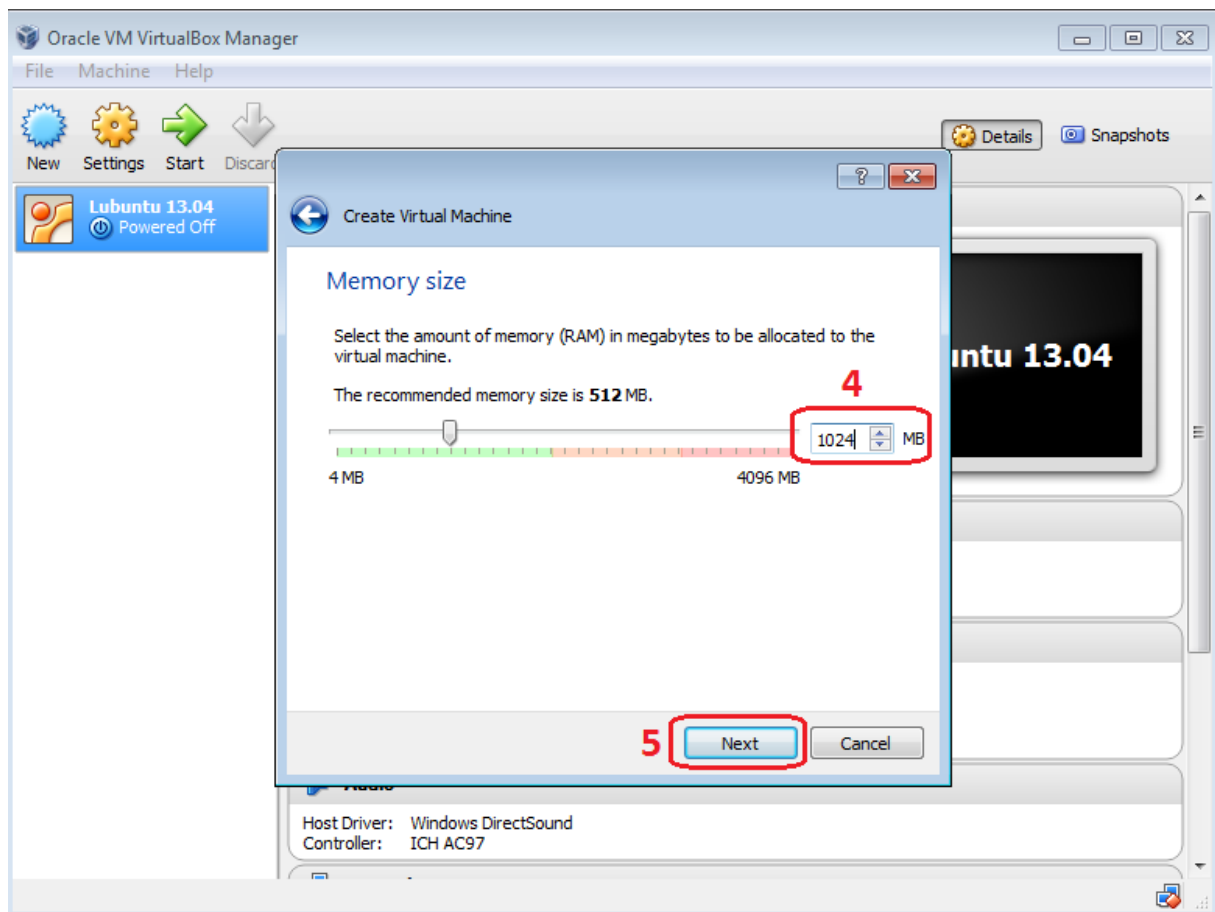 Oracle VM VirtualBox Manager
File Machine Help
New Settings Start Discard
Details Snapshots
Lubuntu 13.04
Powered Off
Create Virtual Machine
Memory size
Select the amount of memory (RAM) in megabytes to be allocated to the
virtual machine.
The recommended memory size is 512 MB.
4
1024 MB
4 MB 4096 MB
untu 13.04
5 Next Cancel
Audio
Host Driver: Windows DirectSound
Controller: ICH AC97